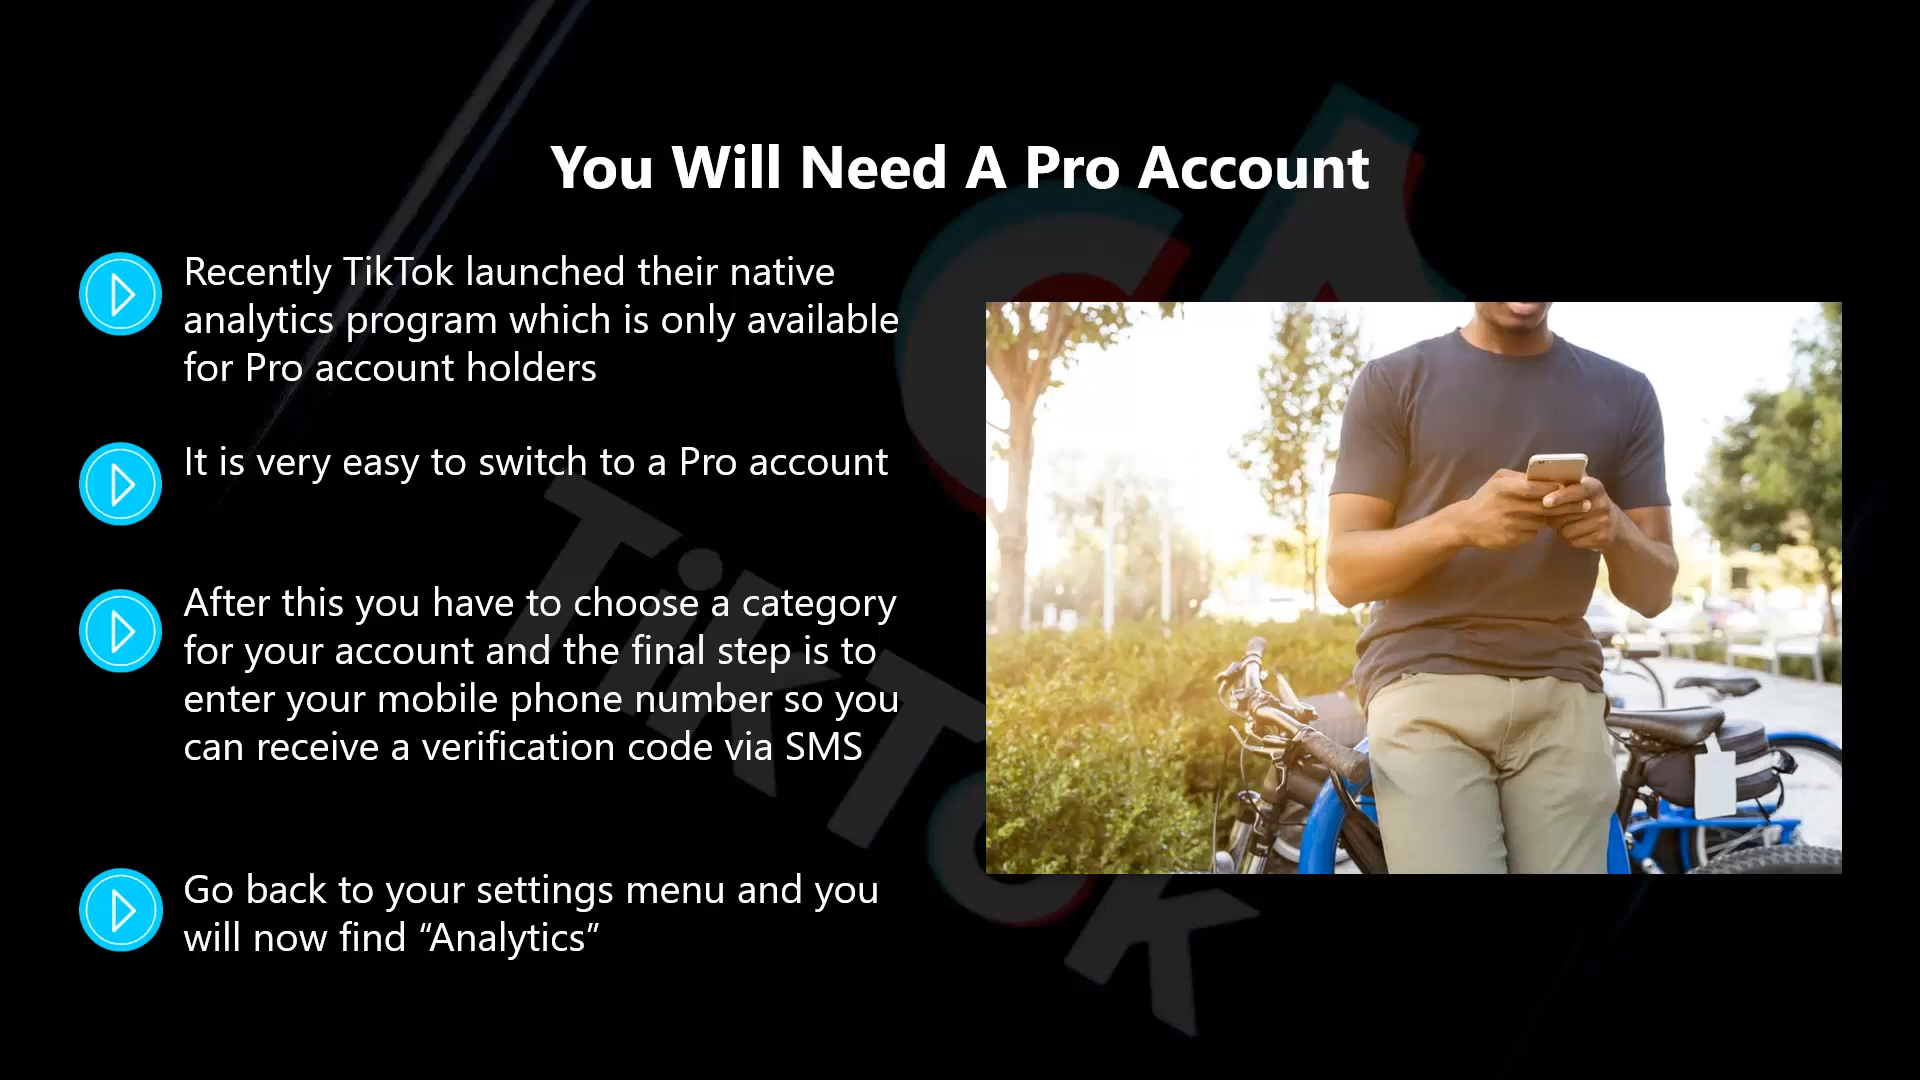 You Will Need A Pro Account
Recently TikTok launched their native
analytics program which is only available
for Pro account holders
It is very easy to switch to a Pro account
After this you have to choose a category
for your account and the final step is to
enter your mobile phone number so you
can receive a verification code via SMS
Go back to your settings menu and you
will now find “Analytics”
TikTok